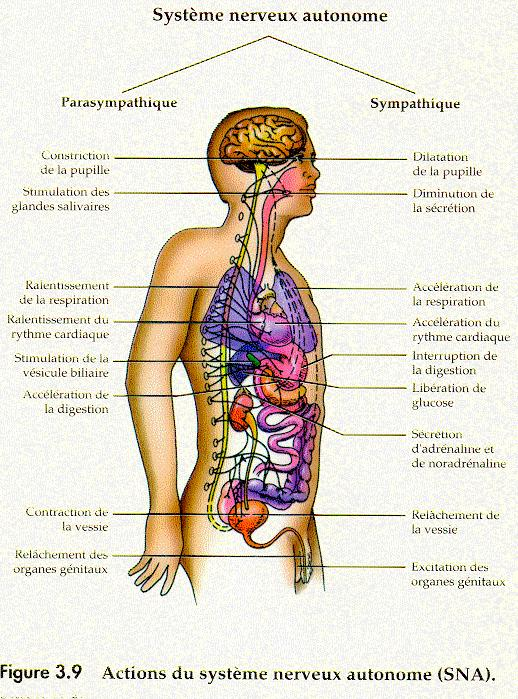 Système nerveux autonome
Parasympathique
Sympathique
Constriction
de la pupille
Stimulation des
glandes salivaires
Ralentissement
de la respiration
Ralentissement du
rythme cardiaque
Stimulation de la
vésicule biliaire
Accélération de
la digestion
Contraction de
la vessie
Relâchement des
organes génitaux
Dilatation
de la pupille
Diminution de
la sécrétion
Accélération de
la respiration
Accélération du
rythme cardiaque
Interruption de
la digestion
Libération de
glucose
Sécrétion
d'adrénaline et
de noradrénaline
Relâchement de
la vessie
Excitation des
organes génitaux
Figure 3.9 Actions du système nerveux autonome (SNA).